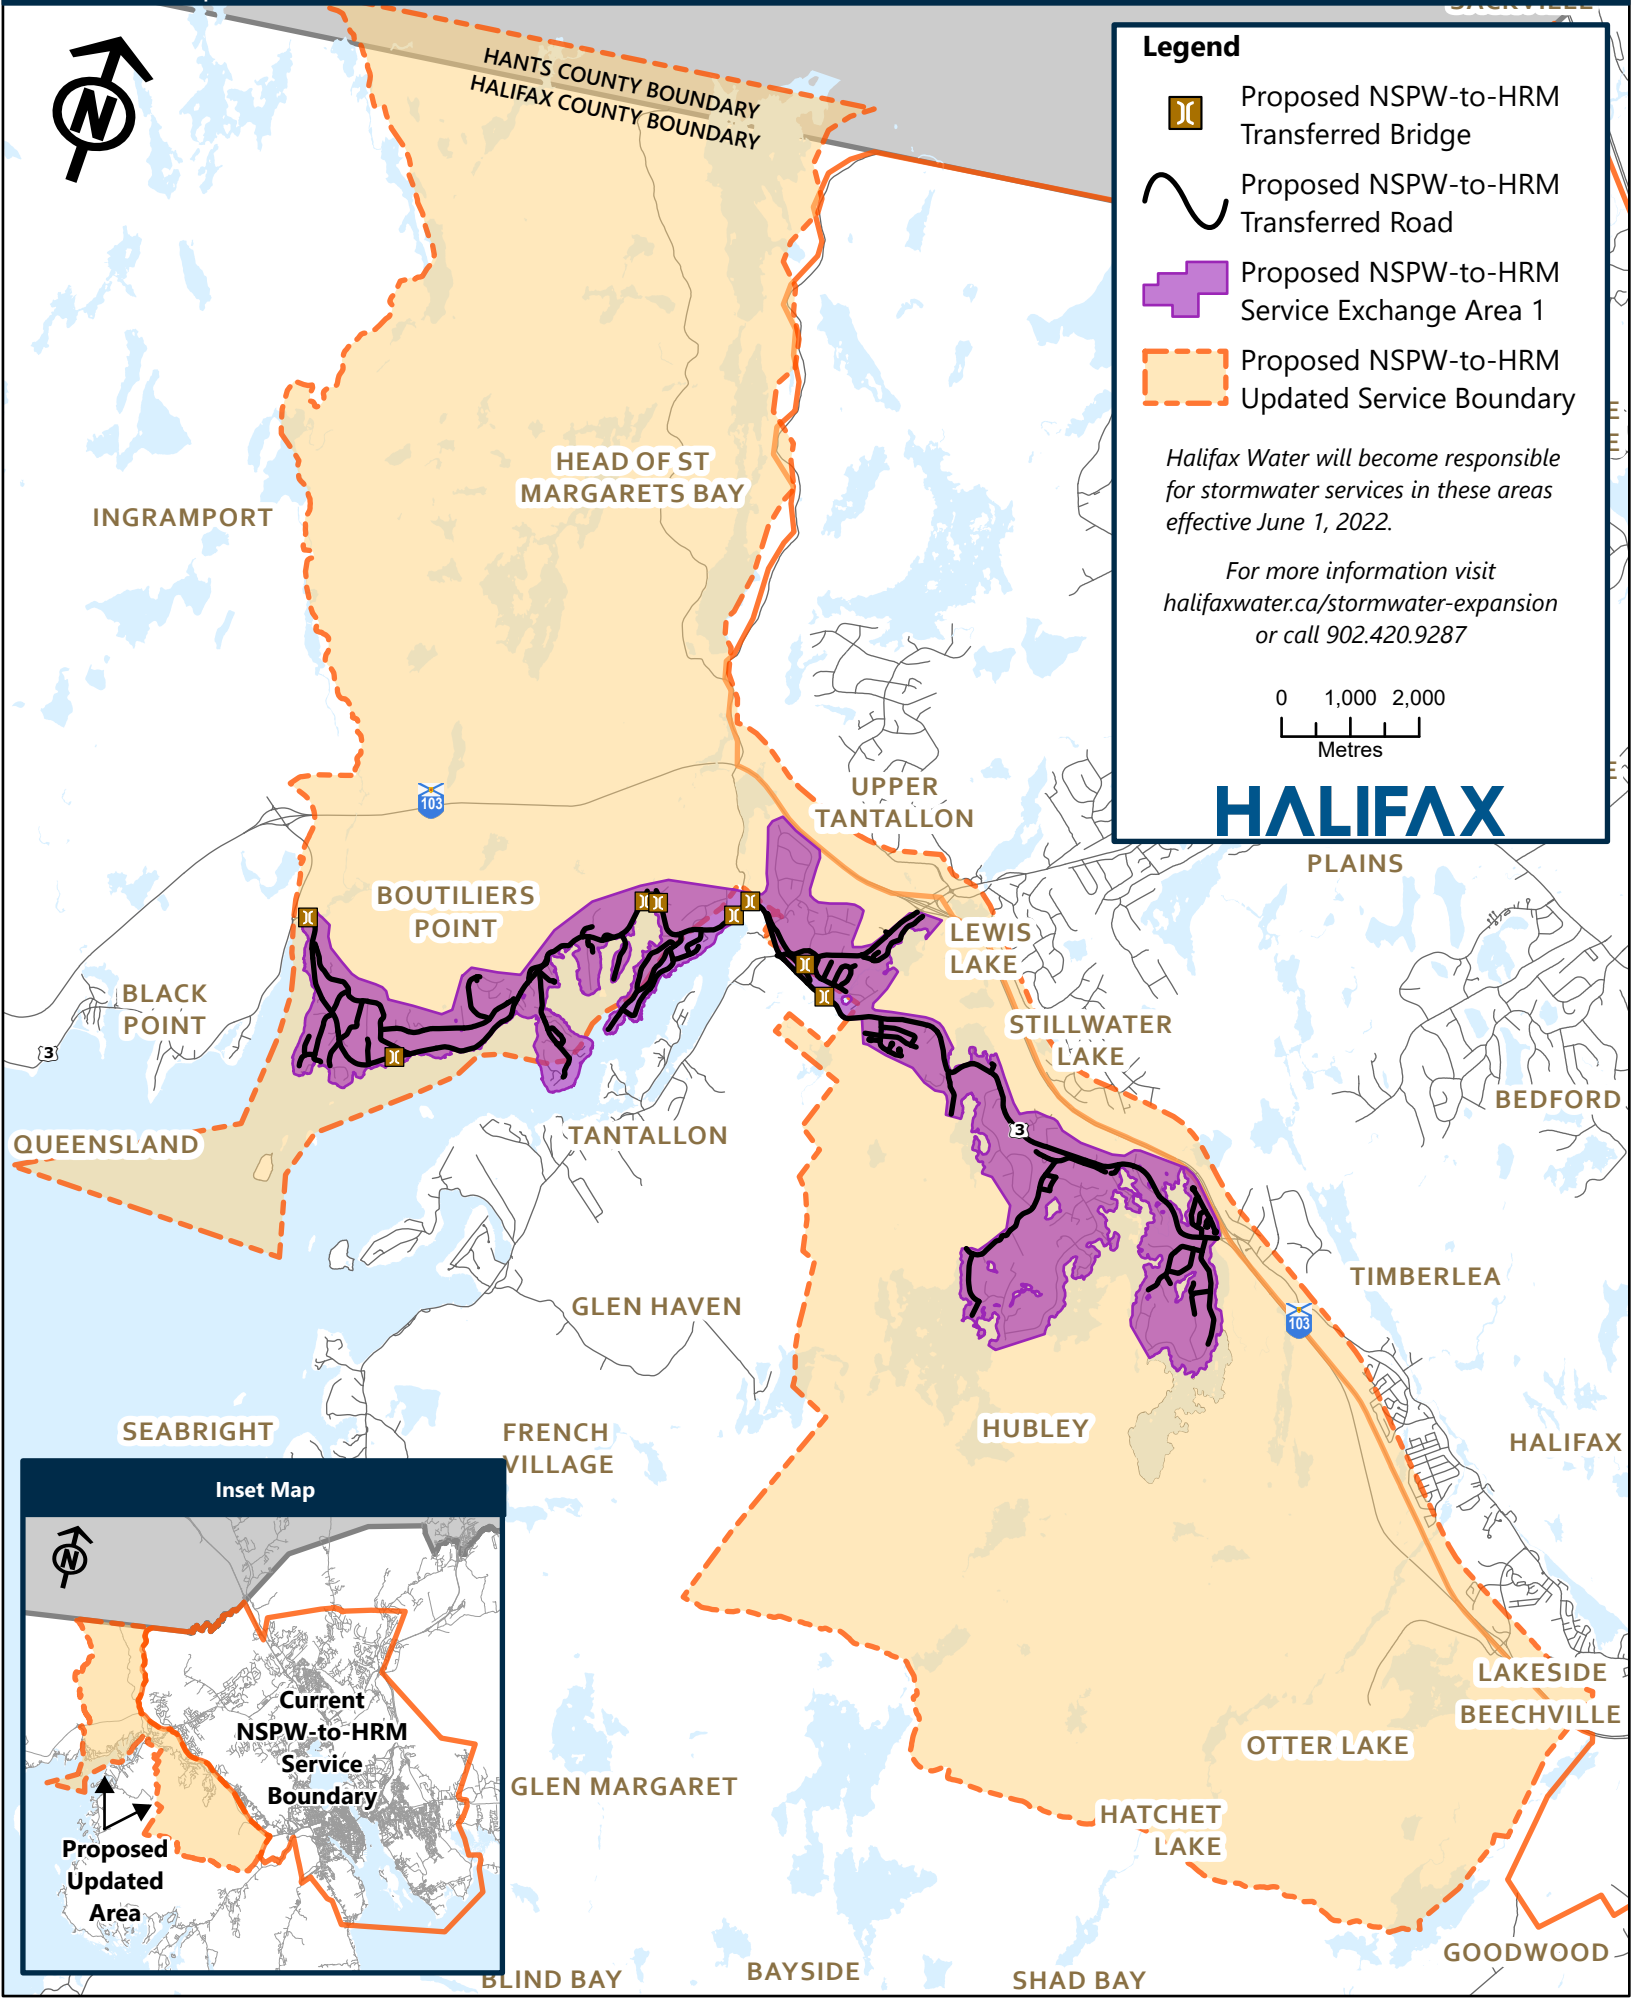 HANTS COUNTY BOUNDARY
HALIFAX COUNTY BOUNDARY
N
Legend
Proposed NSPW-to-HRM
Transferred Bridge
Proposed NSPW-to-HRM
Transferred Road
Proposed NSPW-to-HRM
Service Exchange Area 1
Proposed NSPW-to-HRM
Updated Service Boundary
Halifax Water will become responsible
for stormwater services in these areas
effective June 1, 2022.
For more information visit
halifaxwater.ca/stormwater-expansion
or call 902.420.9287
0 1,000 2,000
Metres
HALIFAX
HEAD OF ST
MARGARETS BAY
INGRAMPORT
UPPER
TANTALLON
103
PLAINS
BOUTILIERS
POINT
LEWIS
LAKE
BLACK
POINT
3
STILLWATER
LAKE
BEDFORD
QUEENSLAND
TANTALLON
3
TIMBERLEA
GLEN HAVEN
103
SEABRIGHT
FRENCH
VILLAGE
HUBLEY
HALIFAX
Inset Map
N
Current
NSPW-to-HRM
Service
Boundary
Proposed
Updated
Area
LAKESIDE
BEECHVILLE
OTTER LAKE
GLEN MARGARET
HATCHET
LAKE
GOODWOOD
BLIND BAY
BAYSIDE
SHAD BAY